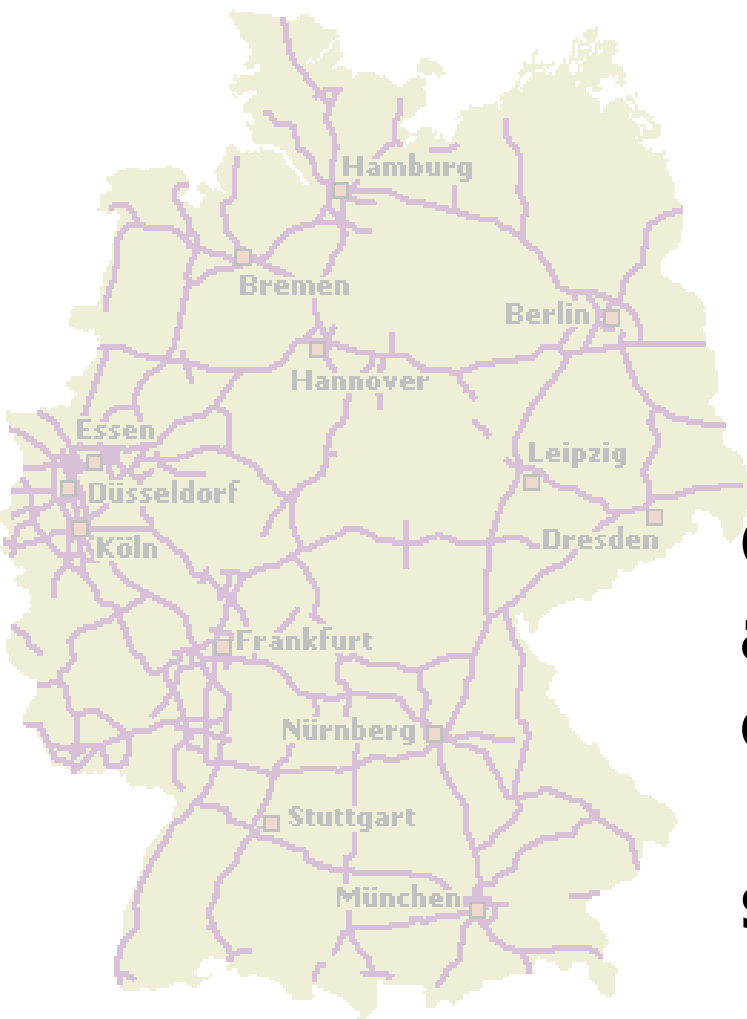 Hamburg
Bremen
Berlin
Hannover
Essen
Leipzig
Düsseldorf
Dresden
Köln
Frankfurt
Nürnberg
Stuttgart
München